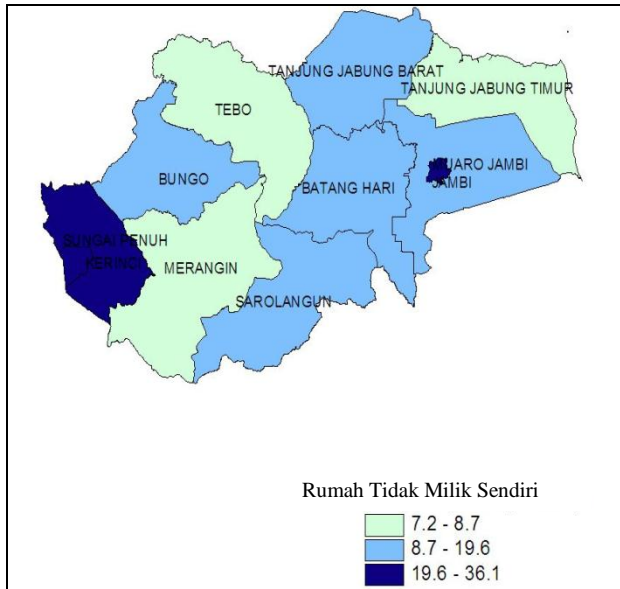 TANJUNG JABUNG BARAT
TANJUNG JABUNG TIMUR
TEBO
MUARO JAMBI
BUNGO
BATANG HARI
JAMBI
SUNGAI PENUH
KERINCI
MERANGIN
SAROLANGUN
Rumah Tidak Milik Sendiri
7.2 - 8.7
8.7 - 19.6
19.6 - 36.1